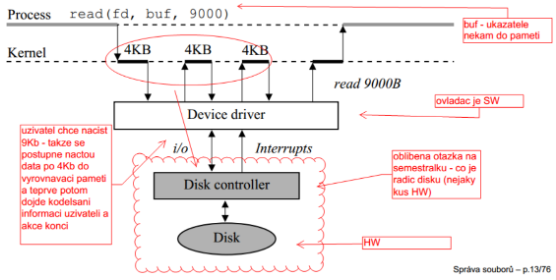 Process
read(fd, buf, 9000)
buf - ukazatele
nekam do pameti
Kernel
4KB
4KB
4KB
read 9000B
Device driver
ovladac je SW
uzivatel chce nacist
9Kb - takze se
postupne nactou
data po 4Kb do
vyrovnavaci pameti
a teprve potom
dojde kodelsani
informaci uzivateli a
akce konci
i/o
Interrupts
Disk controller
oblibena otazka na
semestralku - co je
radic disku (nejaky
kus HW)
Disk
HW
Správa souborů – p.13/76